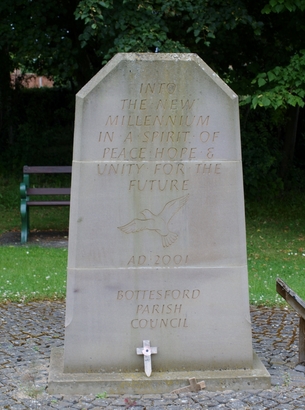 INTO
THE NEW
MILLENNIUM
IN A SPIRIT OF
PEACE HOPE &
UNITY FOR THE
FUTURE
AD 2001
BOTTESFORD
PARISH
COUNCIL